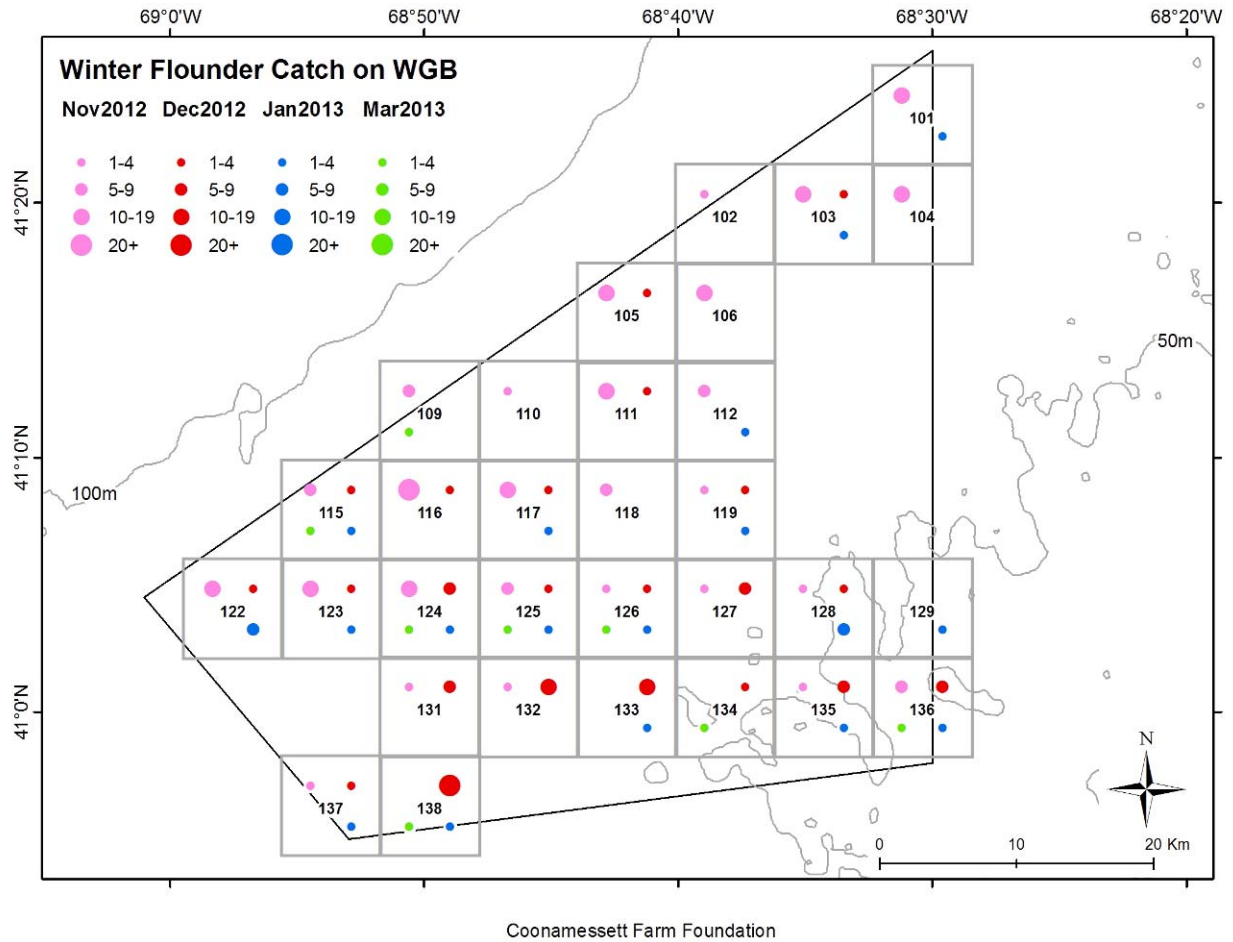 69°0'W 68°50'W 68°40'W 68°30'W 68°20'W
Winter Flounder Catch on WGB
Nov2012 Dec2012 Jan2013 Mar2013
1-4 1-4 1-4 1-4
5-9 5-9 5-9 5-9
10-19 10-19 10-19 10-19
20+ 20+ 20+ 20+
41°20'N
41°10'N
41°0'N
101
102 103 104
105 106
50m
109 110 111 112
100m
115 116 117 118 119
122 123 124 125 126 127 128 129
131 132 133 134 135 136
N
137 138
0 10 20 Km
Coonamessett Farm Foundation